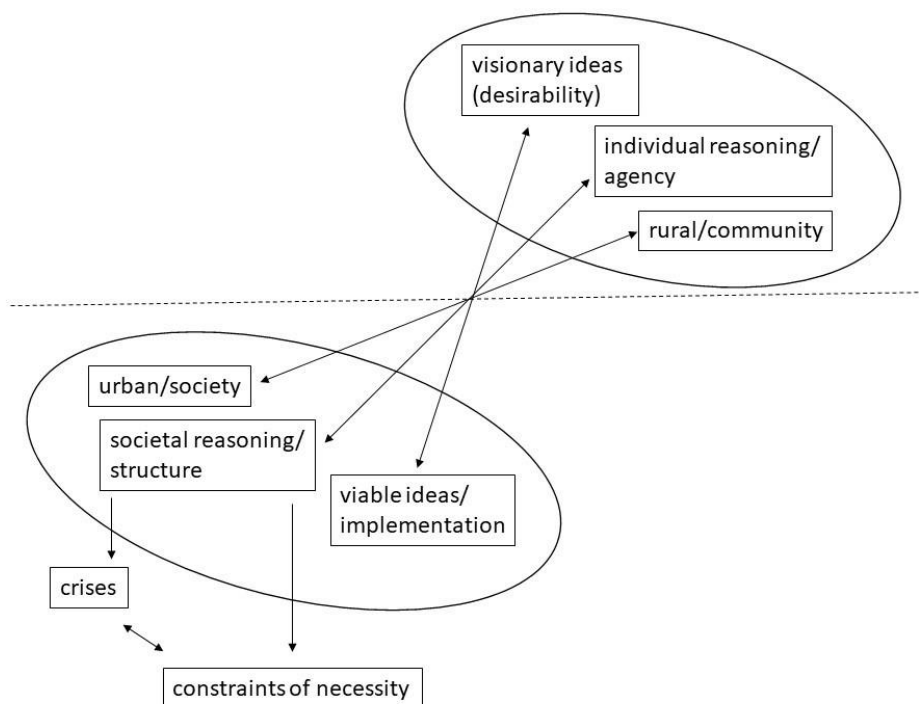 visionary ideas
(desirability)
individual reasoning/
agency
rural/community
urban/society
societal reasoning/
structure
viable ideas/
implementation
crises
constraints of necessity